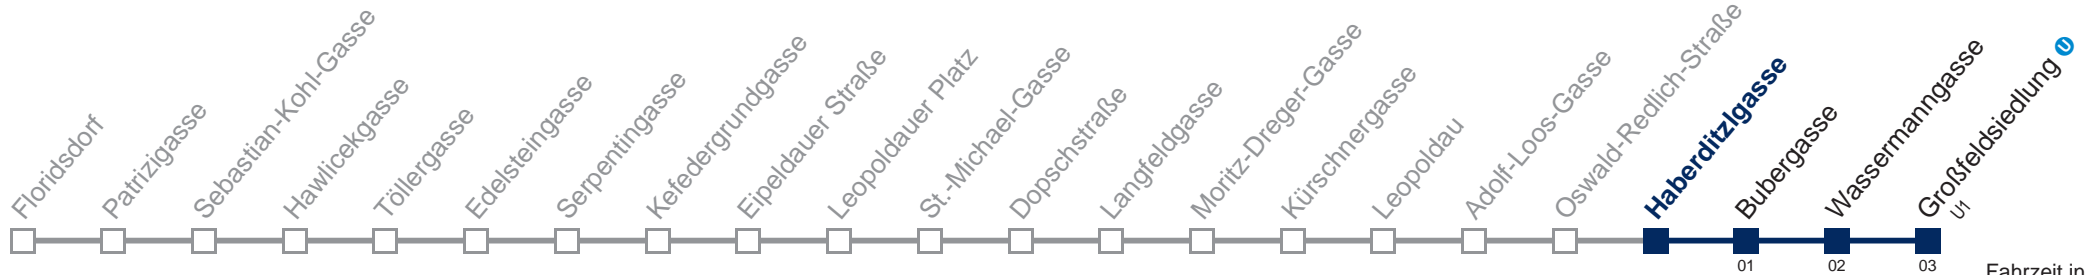 Floridsdorf
Patrizigasse
Sebastian-Kohl-Gasse
Hawlicekgasse
Töllergasse
Edelsteingasse
Serpentingasse
Kefedergrundgasse
Eipeldauer Straße
Leopoldauer Platz
St.-Michael-Gasse
Dopschstraße
Langfeldgasse
Moritz-Dreger-Gasse
Kürschnergasse
Leopoldau
Adolf-Loos-Gasse
Oswald-Redlich-Straße
Haberditzlgasse
Bubergasse
Wassermanngasse
Großfeldsiedlung U
U1
01 02 03
Fahrzeit in